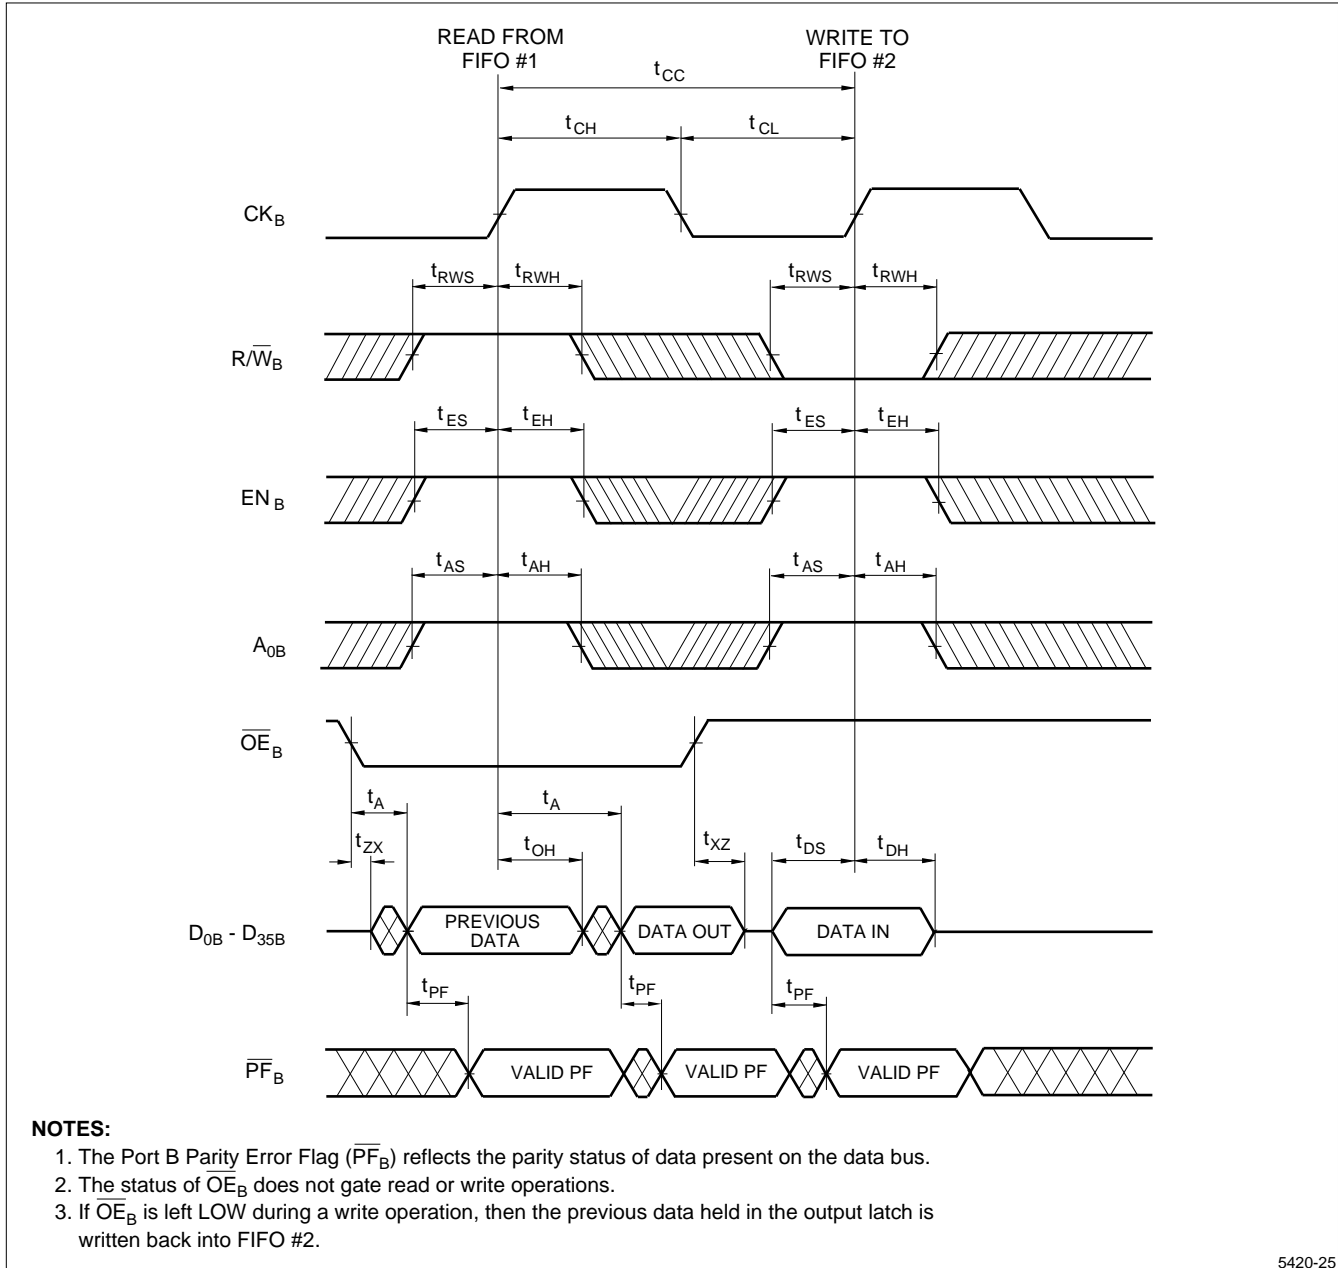 READ FROM
FIFO #1
WRITE TO
FIFO #2
tCC
tCH
tCL
CKB
tRWS
tRWH
tRWS
tRWH
R/W̅B
tES
tEH
tES
tEH
ENB
tAS
tAH
tAS
tAH
A0B
O̅E̅B
tA
tA
tZX
tOH
tXZ
tDS
tDH
D0B - D35B
PREVIOUS
DATA
DATA OUT
DATA IN
tPF
tPF
tPF
P̅F̅B
VALID PF
VALID PF
VALID PF
NOTES:
1. The Port B Parity Error Flag (P̅F̅B) reflects the parity status of data present on the data bus.
2. The status of O̅E̅B does not gate read or write operations.
3. If O̅E̅B is left LOW during a write operation, then the previous data held in the output latch is
written back into FIFO #2.
5420-25